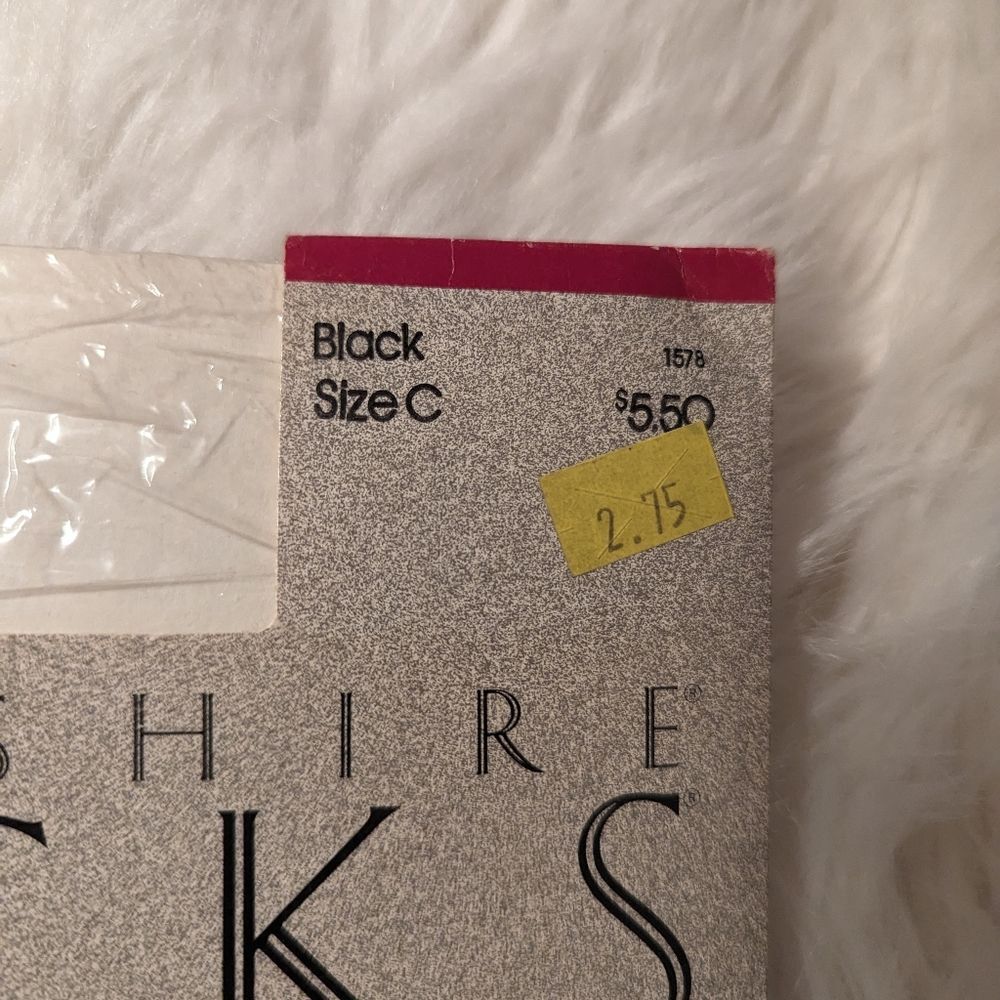 Black
1578
Size C
$5.50
2.75
SHIRE®
KS®